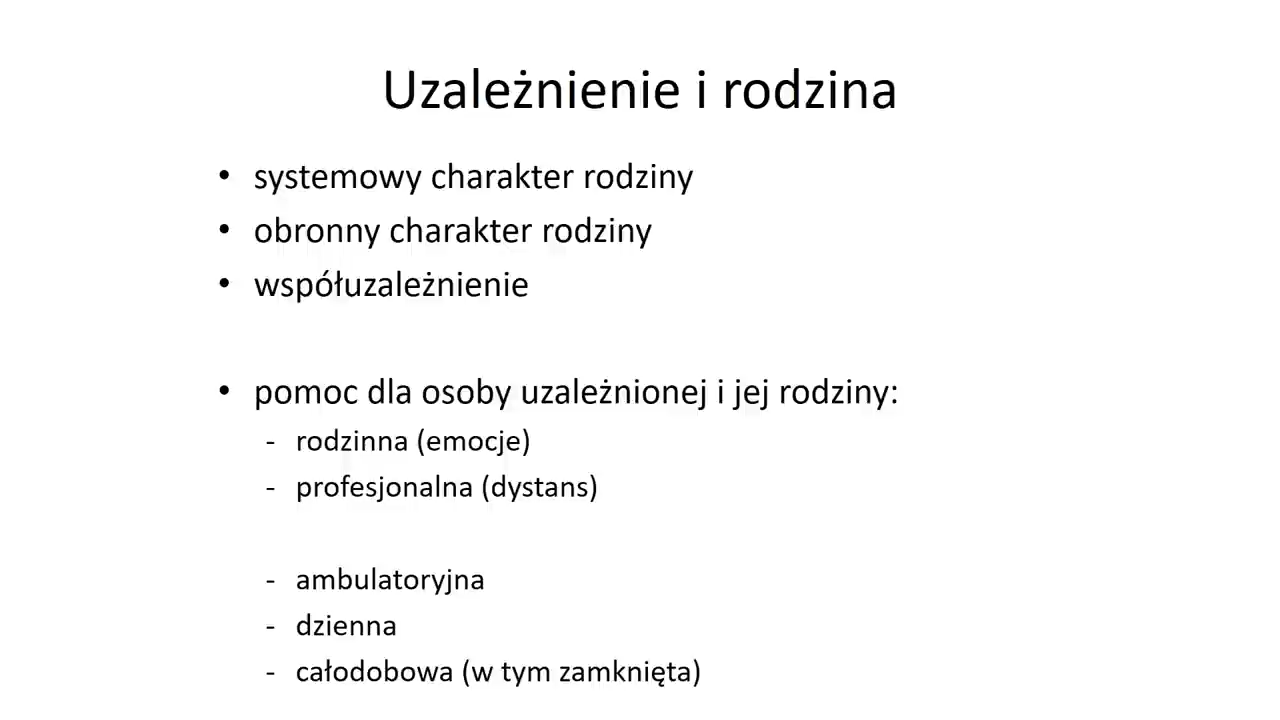 Uzależnienie i rodzina
• systemowy charakter rodziny
• obronny charakter rodziny
• współuzależnienie
• pomoc dla osoby uzależnionej i jej rodziny:
- rodzinna (emocje)
- profesjonalna (dystans)
- ambulatoryjna
- dzienna
- całodobowa (w tym zamknięta)